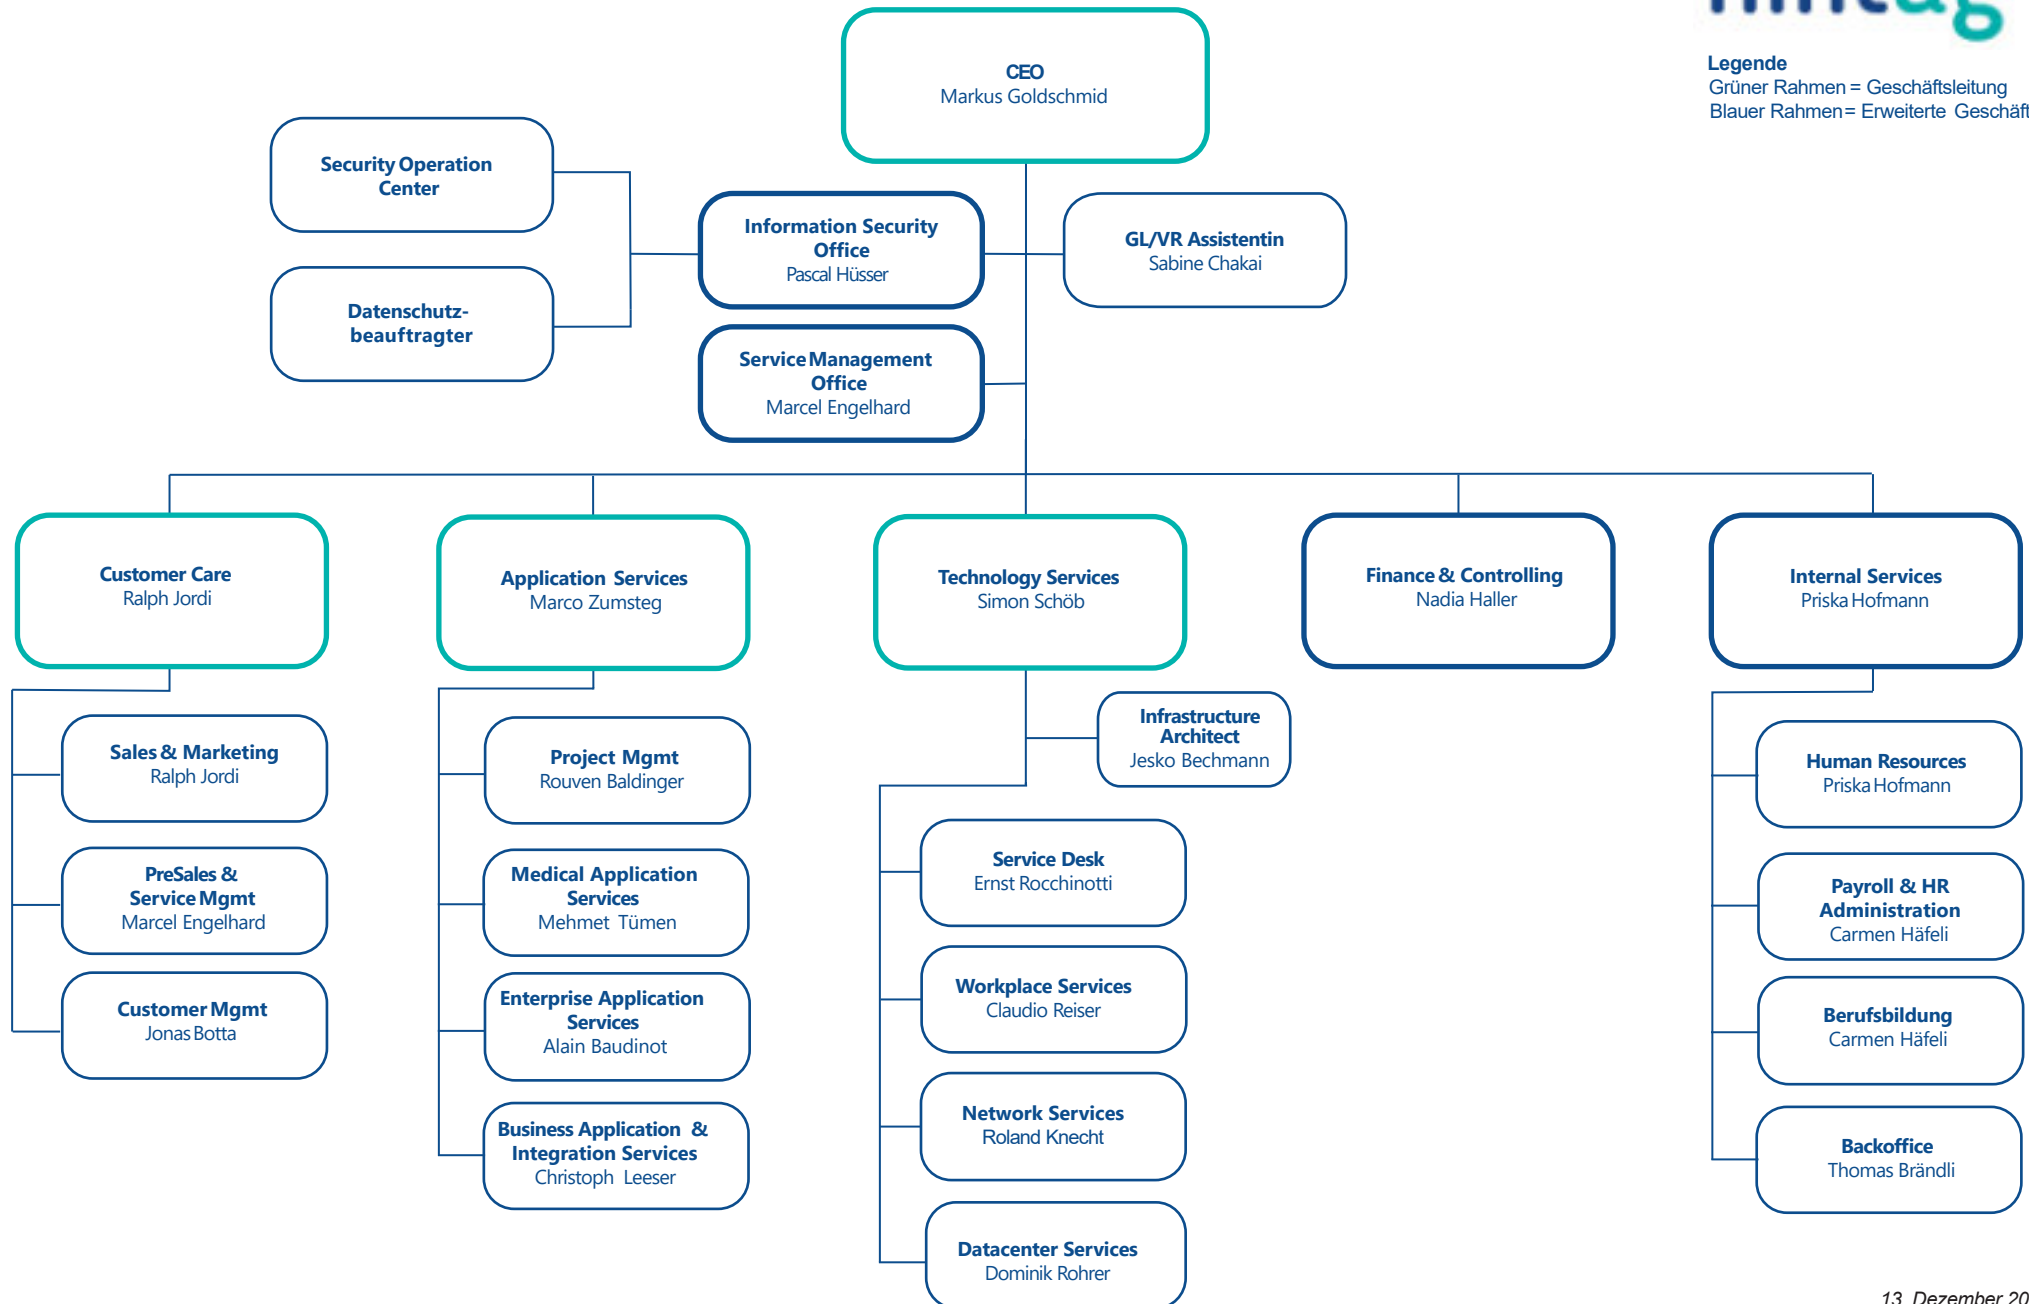 CEO
Markus Goldschmid
Legende
Grüner Rahmen = Geschäftsleitung
Blauer Rahmen = Erweiterte
Security Operation
Center
Information Security
Office
Pascal Hüsser
GL/VR Assistentin
Sabine Chakai
Datenschutz-
beauftragter
Service Management
Office
Marcel Engelhard
Customer Care
Ralph Jordi
Application Services
Marco Zumsteg
Technology Services
Simon Schöb
Finance & Controlling
Nadia Haller
Internal Services
Priska Hofmann
Sales & Marketing
Ralph Jordi
PreSales &
Service Mgmt
Marcel Engelhard
Customer Mgmt
Jonas Botta
Project Mgmt
Rouven Baldinger
Medical Application
Services
Mehmet Tümen
Enterprise Application
Services
Alain Baudinot
Business Application &
Integration Services
Christoph Leeser
Infrastructure
Architect
Jesko Bechmann
Service Desk
Ernst Rocchinotti
Workplace Services
Claudio Reiser
Network Services
Roland Knecht
Datacenter Services
Dominik Rohrer
Human Resources
Priska Hofmann
Payroll & HR
Administration
Carmen Häfeli
Berufsbildung
Carmen Häfeli
Backoffice
Thomas Brändli
13. Dezember